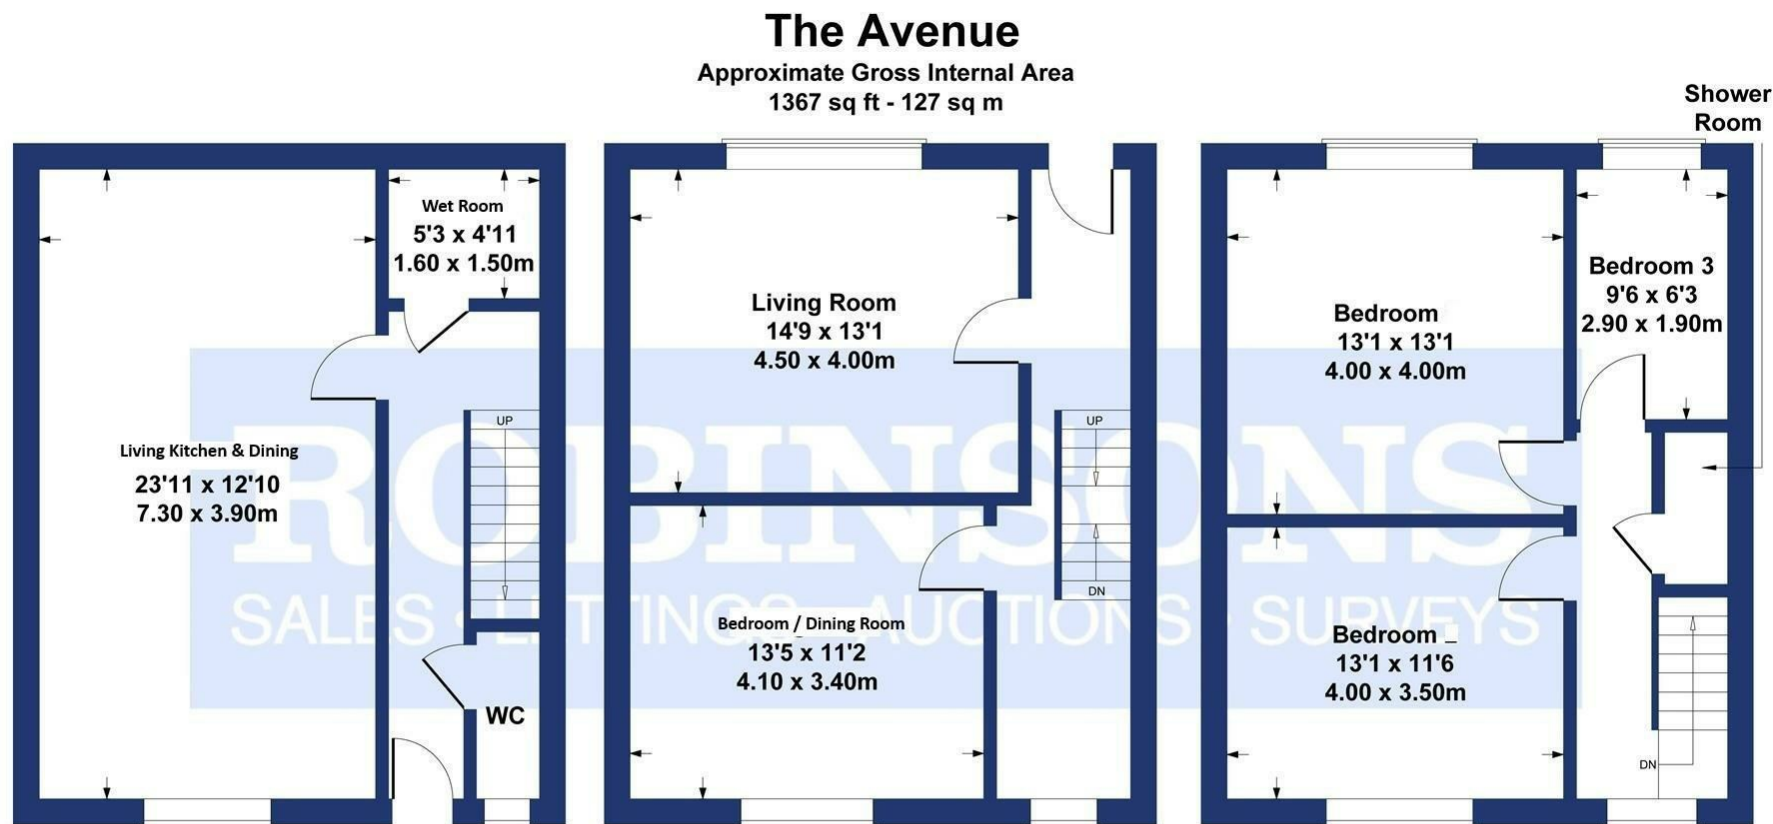 The Avenue
Approximate Gross Internal Area
1367 sq ft - 127 sq m
Shower
Room
Wet Room
5'3 x 4'11
1.60 x 1.50m
UP
Living Kitchen & Dining
23'11 x 12'10
7.30 x 3.90m
WC
Living Room
14'9 x 13'1
4.50 x 4.00m
UP
DN
Bedroom / Dining Room
13'5 x 11'2
4.10 x 3.40m
Bedroom
13'1 x 13'1
4.00 x 4.00m
Bedroom 3
9'6 x 6'3
2.90 x 1.90m
Bedroom _
13'1 x 11'6
4.00 x 3.50m
DN
ROBINSONS
SALES • LETTINGS • AUCTIONS • SURVEYS